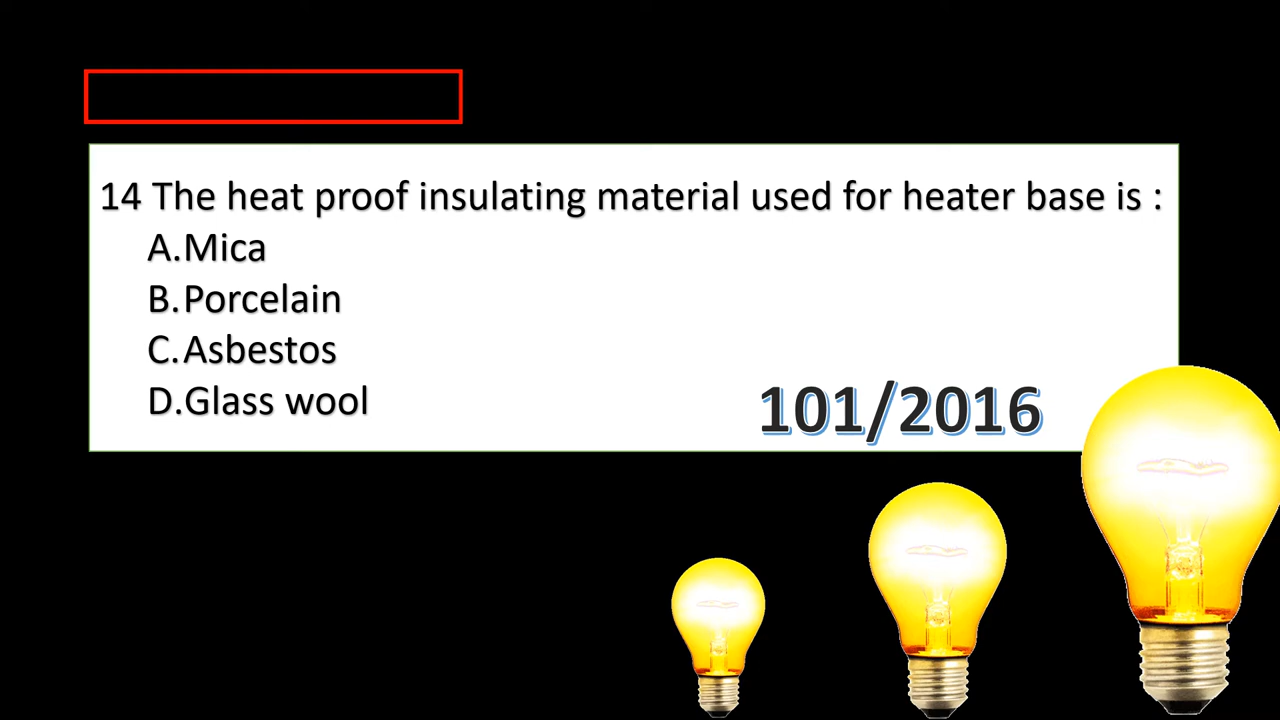 14 The heat proof insulating material used for heater base is :
A.Mica
B.Porcelain
C.Asbestos
D.Glass wool
101/2016